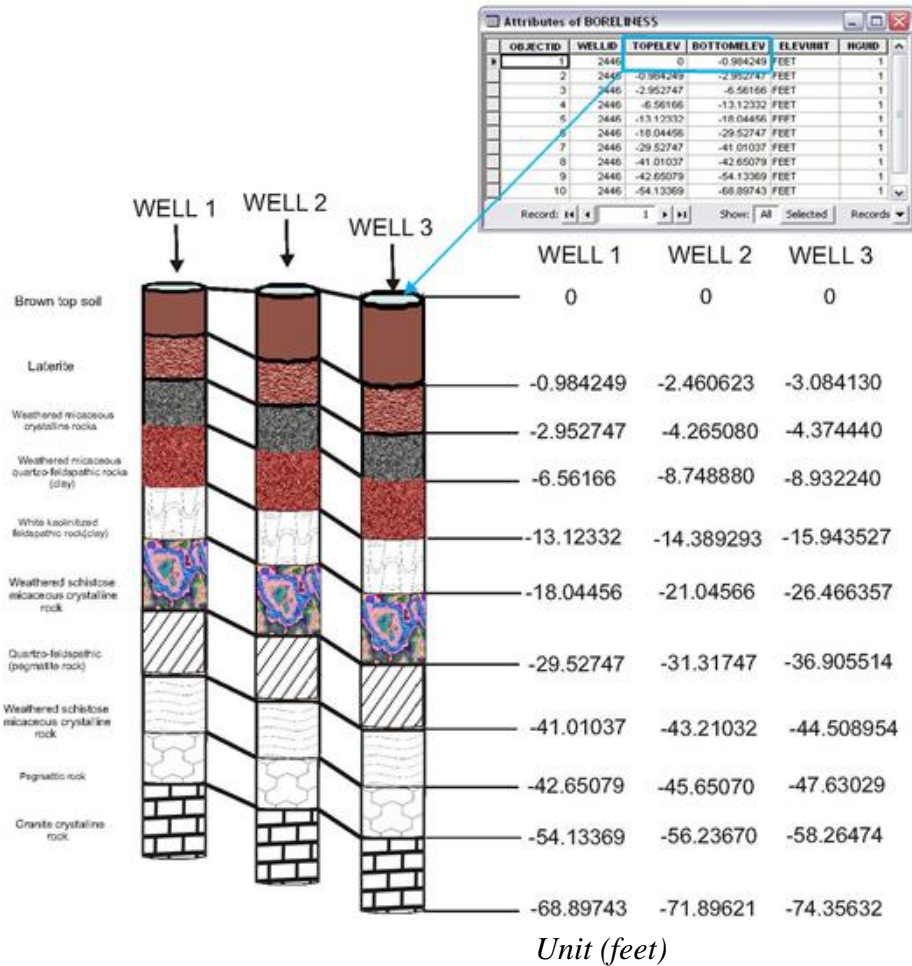 Attributes of BORELINESS
OBJECTID WELLID TOPELEV BOTTOMELEV ELEVUNIT HGUID
1 2446 0 -0.984249 FEET 1
2 2446 -0.984249 -2.952747 FEET 1
3 2446 -2.952747 -6.56166 FEET 1
4 2446 -6.56166 -13.12332 FEET 1
5 2446 -13.12332 -18.04456 FEET 1
6 2446 -18.04456 -29.52747 FEET 1
7 2446 -29.52747 -41.01037 FEET 1
8 2446 -41.01037 -42.65079 FEET 1
9 2446 -42.65079 -54.13369 FEET 1
10 2446 -54.13369 -68.89743 FEET 1
Record: 1 Show: All Selected Records
WELL 1 WELL 2 WELL 3
WELL 1 WELL 2 WELL 3
Brown top soil
0 0 0
Laterite
-0.984249 -2.460623 -3.084130
Weathered micaceous
crystalline rocks
-2.952747 -4.265080 -4.374440
Weathered micaceous
quartzo-feldspathic rocks
(clay)
-6.56166 -8.748880 -8.932240
White kaolinitized
feldspathic rock(clay)
-13.12332 -14.389293 -15.943527
Weathered schistose
micaceous crystalline
rock
-18.04456 -21.04566 -26.466357
Quartzo-feldspathic
(pegmatite rock)
-29.52747 -31.31747 -36.905514
Weathered schistose
micaceous crystalline
rock
-41.01037 -43.21032 -44.508954
Pegmatitic rock
-42.65079 -45.65070 -47.63029
Granite crystalline
rock
-54.13369 -56.23670 -58.26474
-68.89743 -71.89621 -74.35632
Unit (feet)